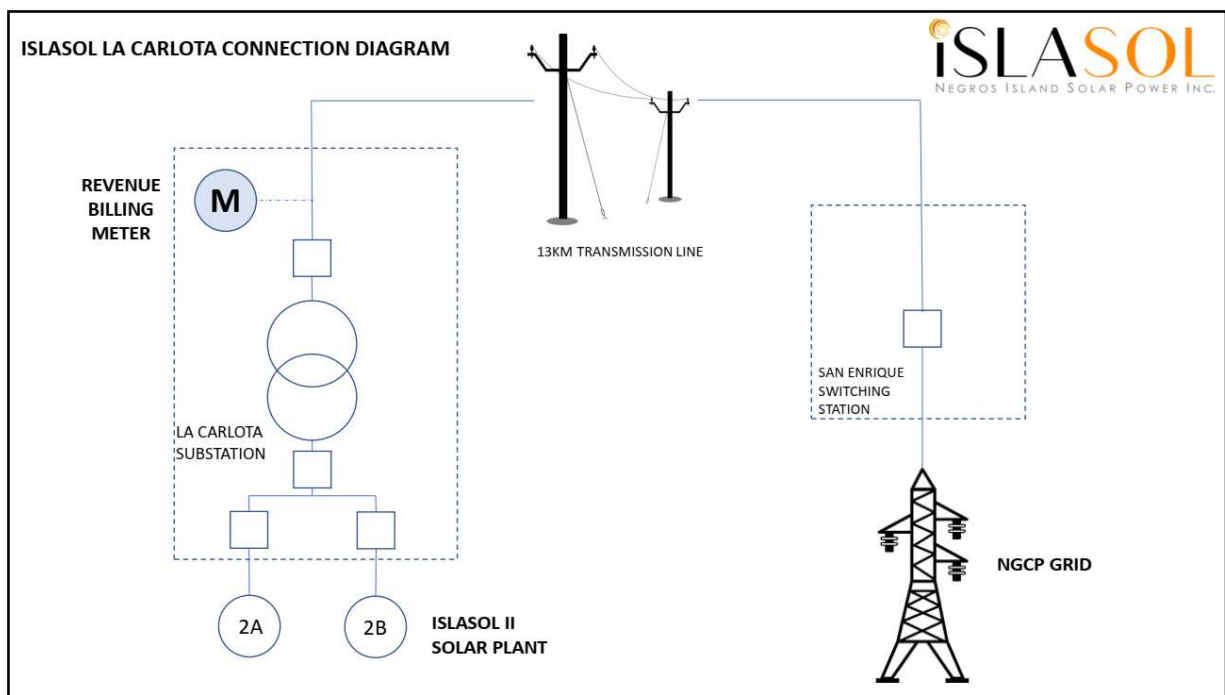 ISLASOL LA CARLOTA CONNECTION DIAGRAM
iSLASOL
NEGROS ISLAND SOLAR POWER INC.
REVENUE
BILLING
METER
M
13KM TRANSMISSION LINE
SAN ENRIQUE
SWITCHING
STATION
LA CARLOTA
SUBSTATION
2A
2B
ISLASOL II
SOLAR PLANT
NGCP GRID